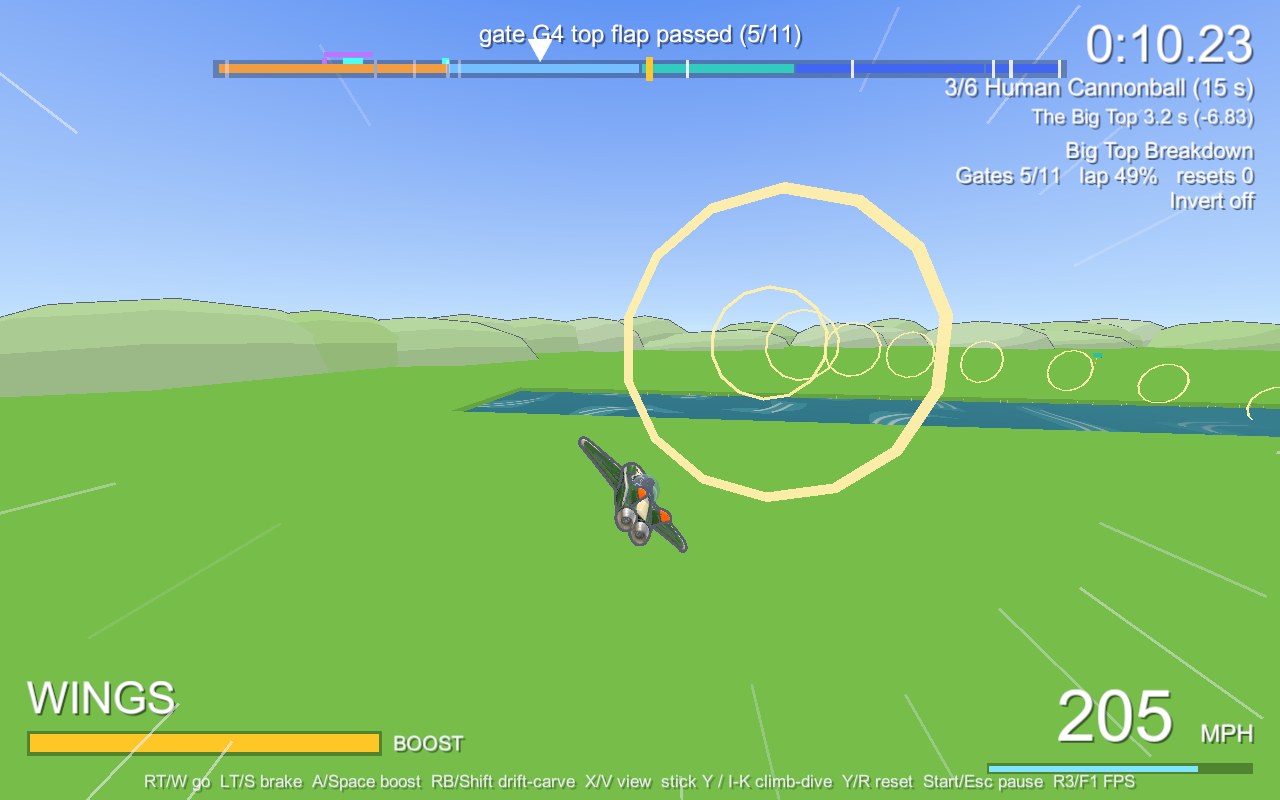 gate G4 top flap passed (5/11)
0:10.23
3/6 Human Cannonball (15 s)
The Big Top 3.2 s (-6.83)
Big Top Breakdown
Gates 5/11 lap 49% resets 0
Invert off
WINGS
BOOST
205 MPH
RT/W go LT/S brake A/Space boost RB/Shift drift-carve X/V view stick Y / I-K climb-dive Y/R reset Start/Esc pause R3/F1 FPS